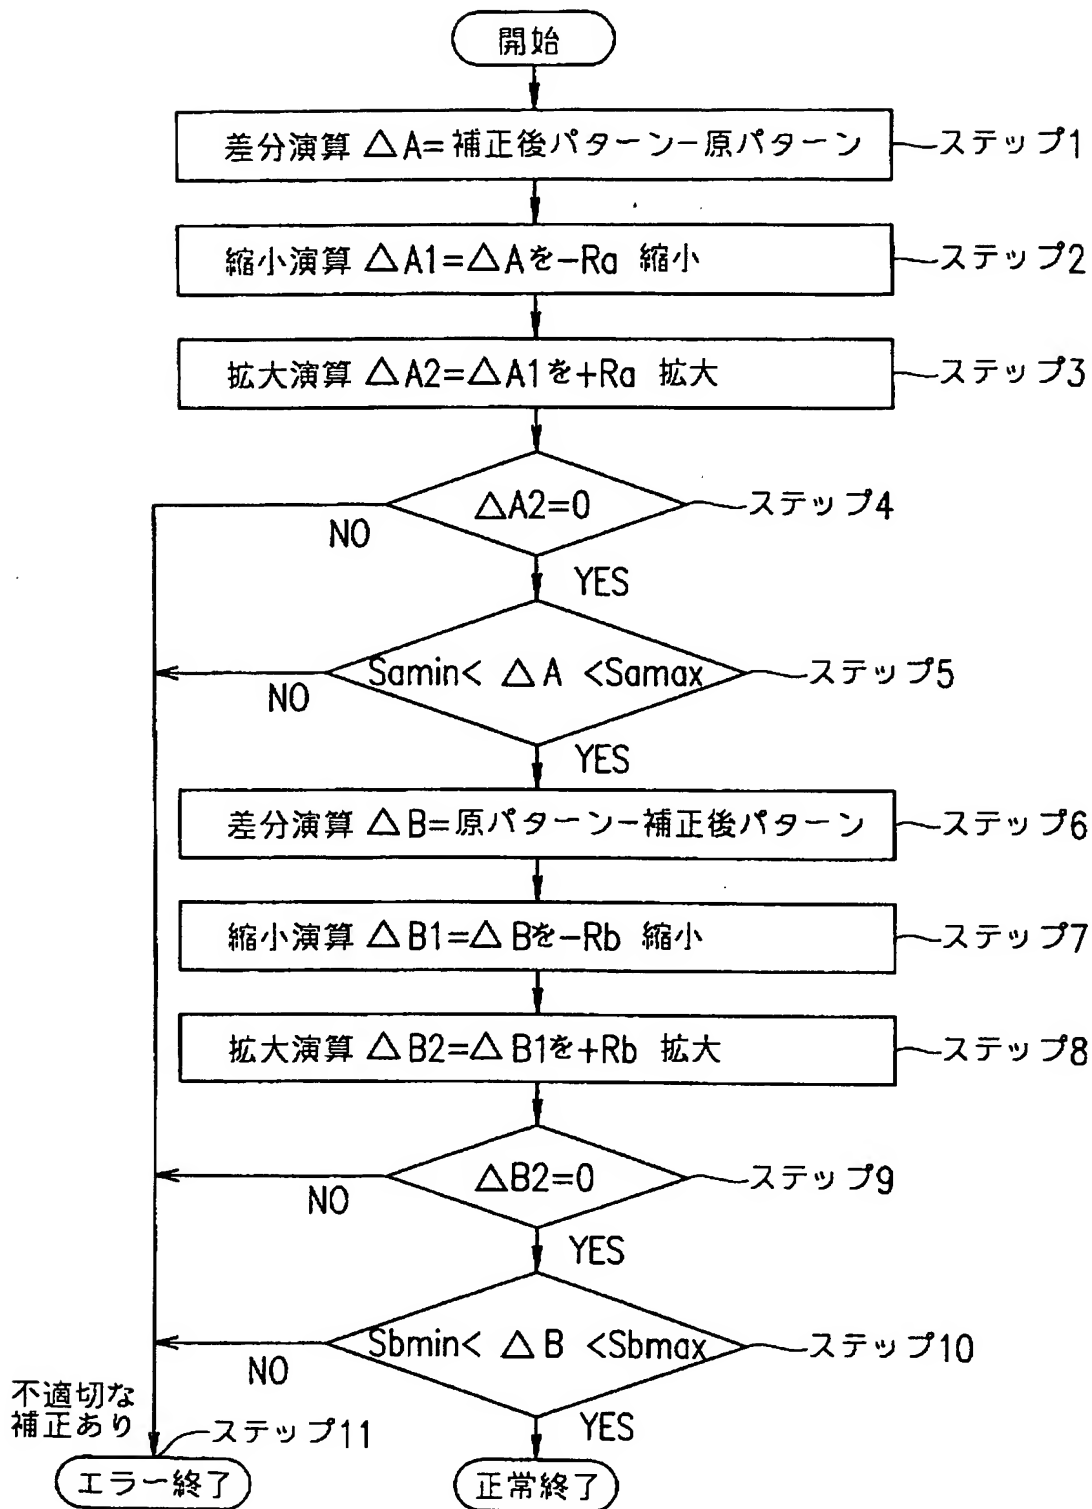 開始
差分演算 △A=補正後パターン−原パターン
ステップ1
縮小演算 △A1=△Aを−Ra 縮小
ステップ2
拡大演算 △A2=△A1を+Ra 拡大
ステップ3
△A2=0
ステップ4
NO
YES
Samin< △A <Samax
ステップ5
NO
YES
差分演算 △B=原パターン−補正後パターン
ステップ6
縮小演算 △B1=△Bを−Rb 縮小
ステップ7
拡大演算 △B2=△B1を+Rb 拡大
ステップ8
△B2=0
ステップ9
NO
YES
Sbmin< △B <Sbmax
ステップ10
NO
YES
不適切な
補正あり
ステップ11
エラー終了
正常終了